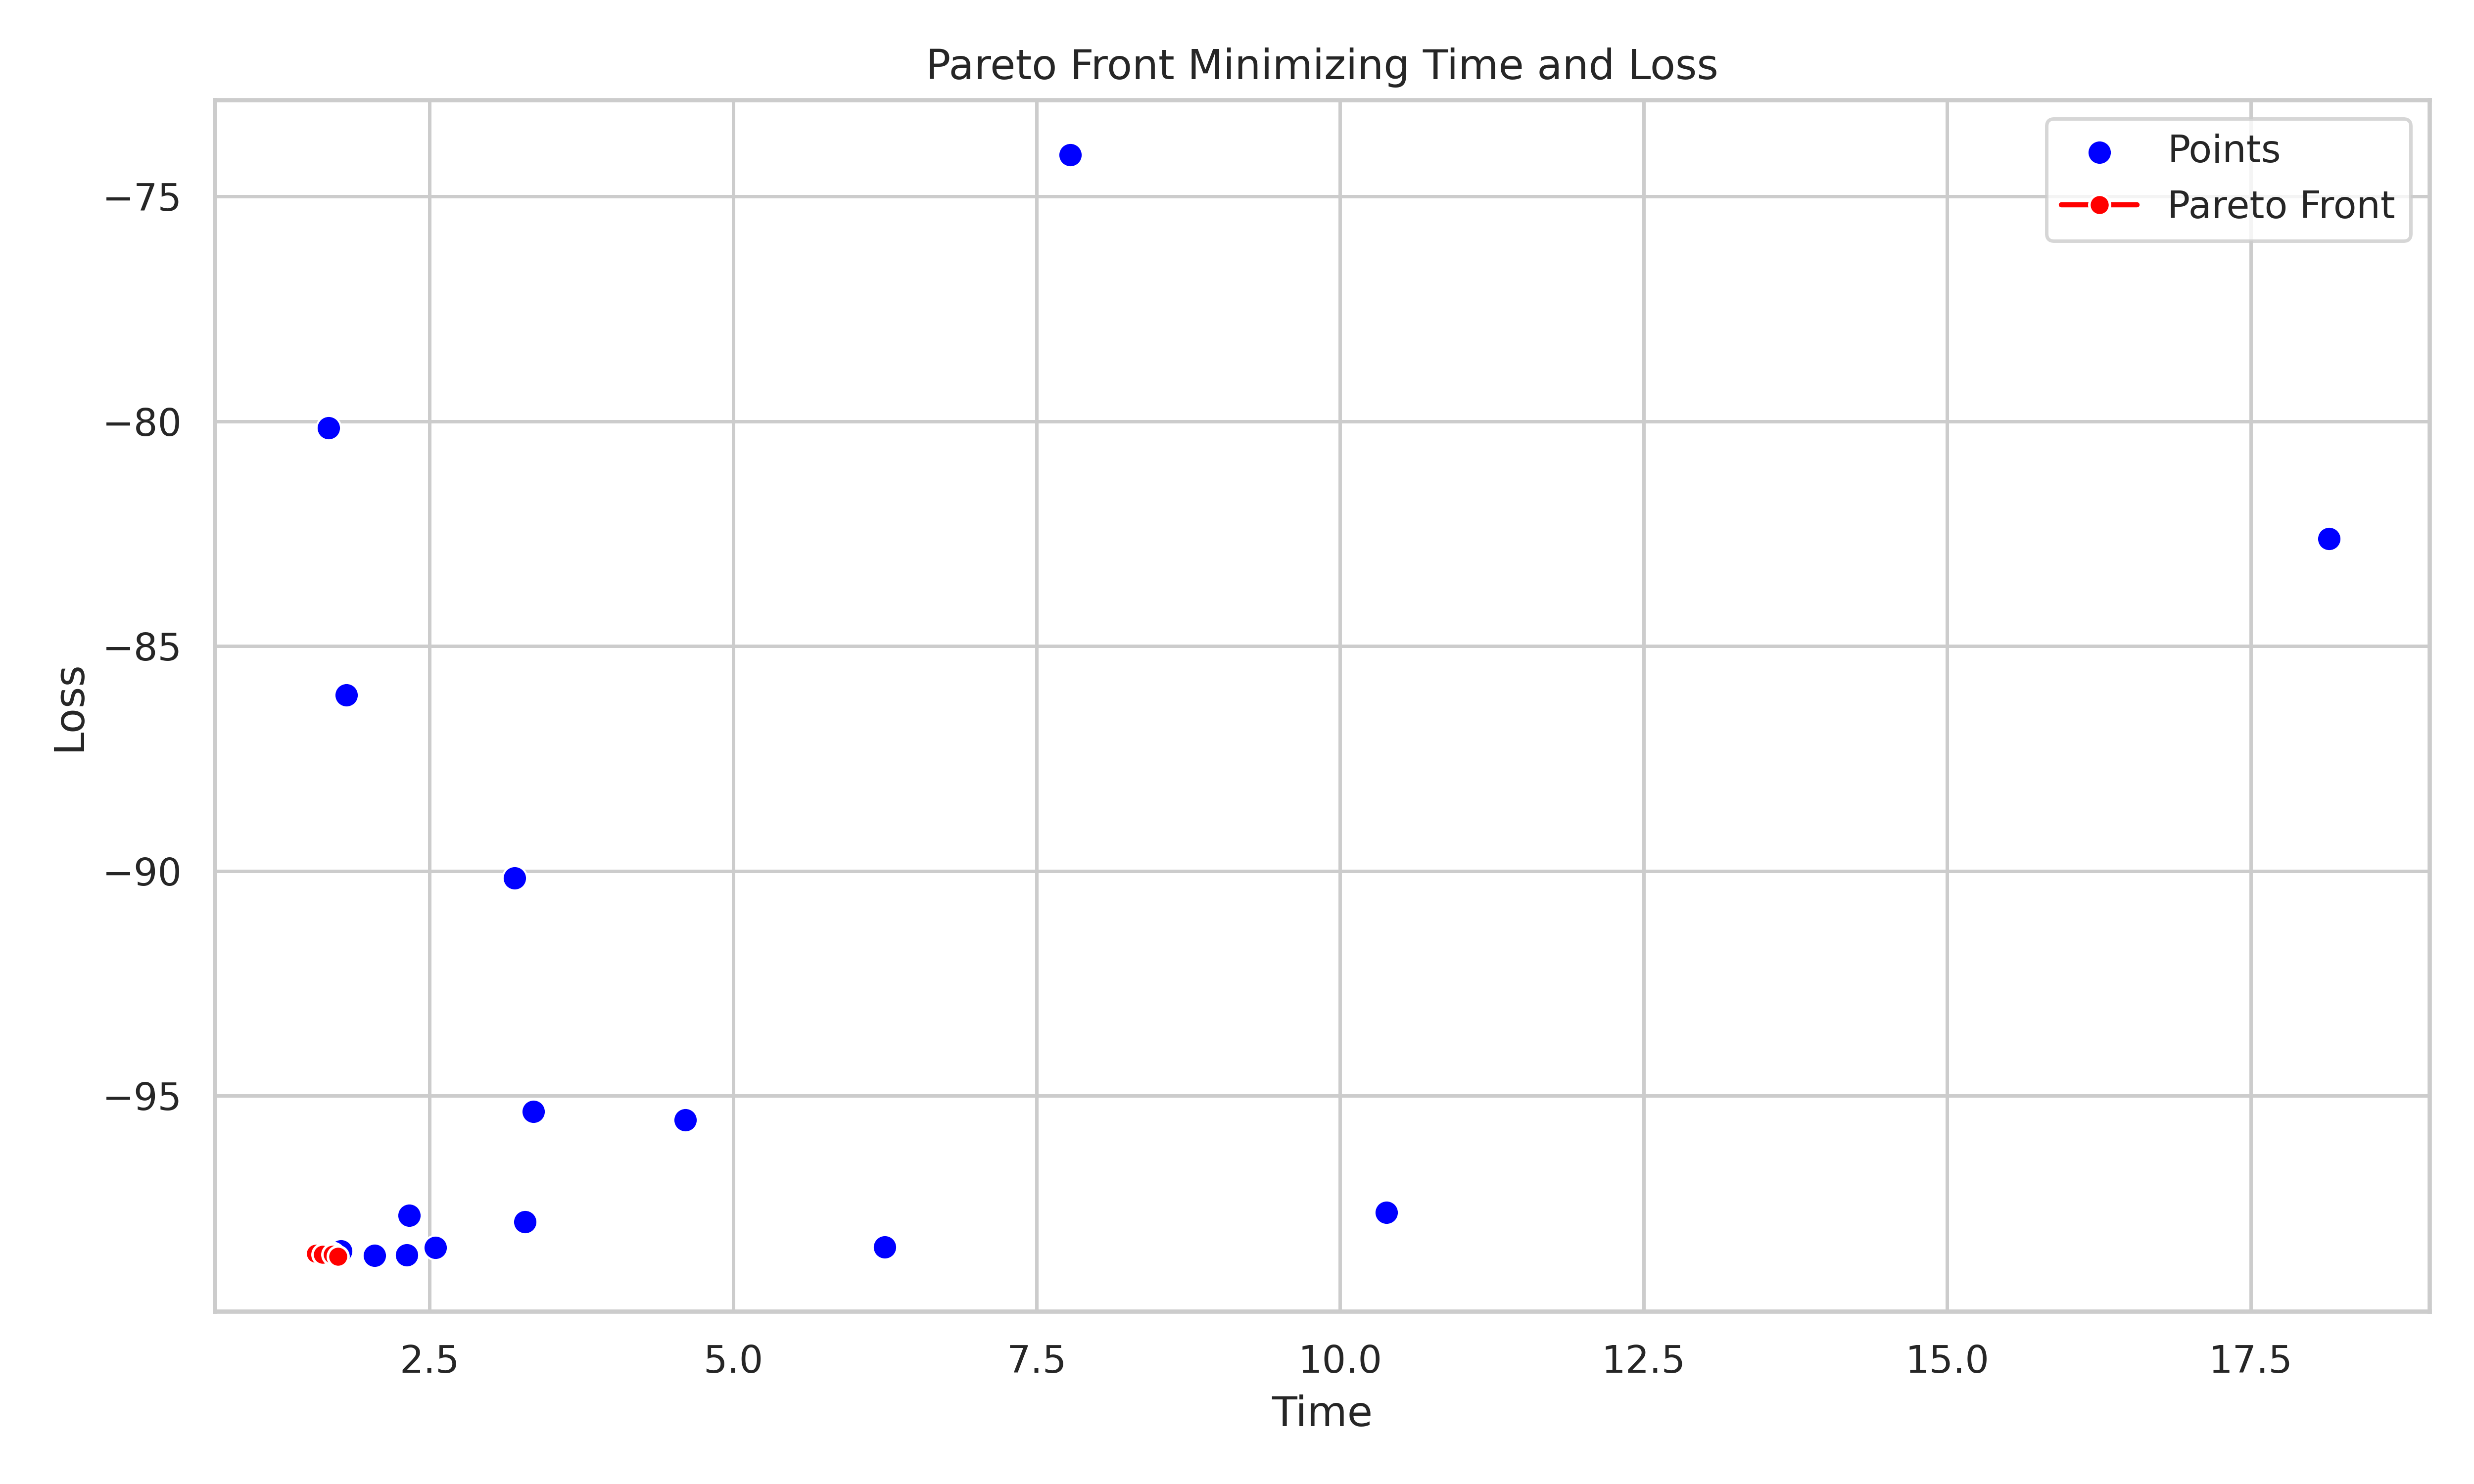 Pareto Front Minimizing Time and Loss
Points
Pareto Front
−75
−80
−85
−90
−95
Loss
2.5 5.0 7.5 10.0 12.5 15.0 17.5
Time